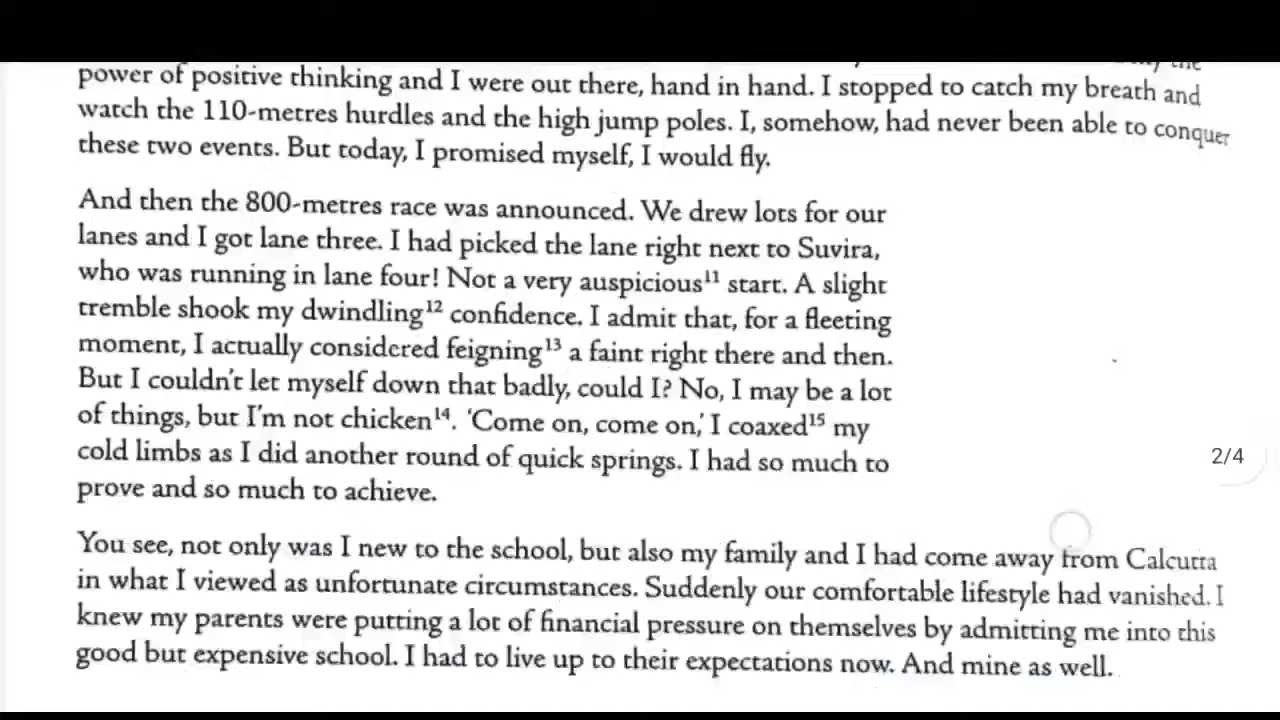 power of positive thinking and I were out there, hand in hand. I stopped to catch my breath and
watch the 110-metres hurdles and the high jump poles. I, somehow, had never been able to conquer
these two events. But today, I promised myself, I would fly.
And then the 800-metres race was announced. We drew lots for our
lanes and I got lane three. I had picked the lane right next to Suvira,
who was running in lane four! Not a very auspicious¹¹ start. A slight
tremble shook my dwindling¹² confidence. I admit that, for a fleeting
moment, I actually considered feigning¹³ a faint right there and then.
But I couldn't let myself down that badly, could I? No, I may be a lot
of things, but I'm not chicken¹⁴. 'Come on, come on,' I coaxed¹⁵ my
cold limbs as I did another round of quick springs. I had so much to
2/4
prove and so much to achieve.
You see, not only was I new to the school, but also my family and I had come away from Calcutta
in what I viewed as unfortunate circumstances. Suddenly our comfortable lifestyle had vanished. I
knew my parents were putting a lot of financial pressure on themselves by admitting me into this
good but expensive school. I had to live up to their expectations now. And mine as well.